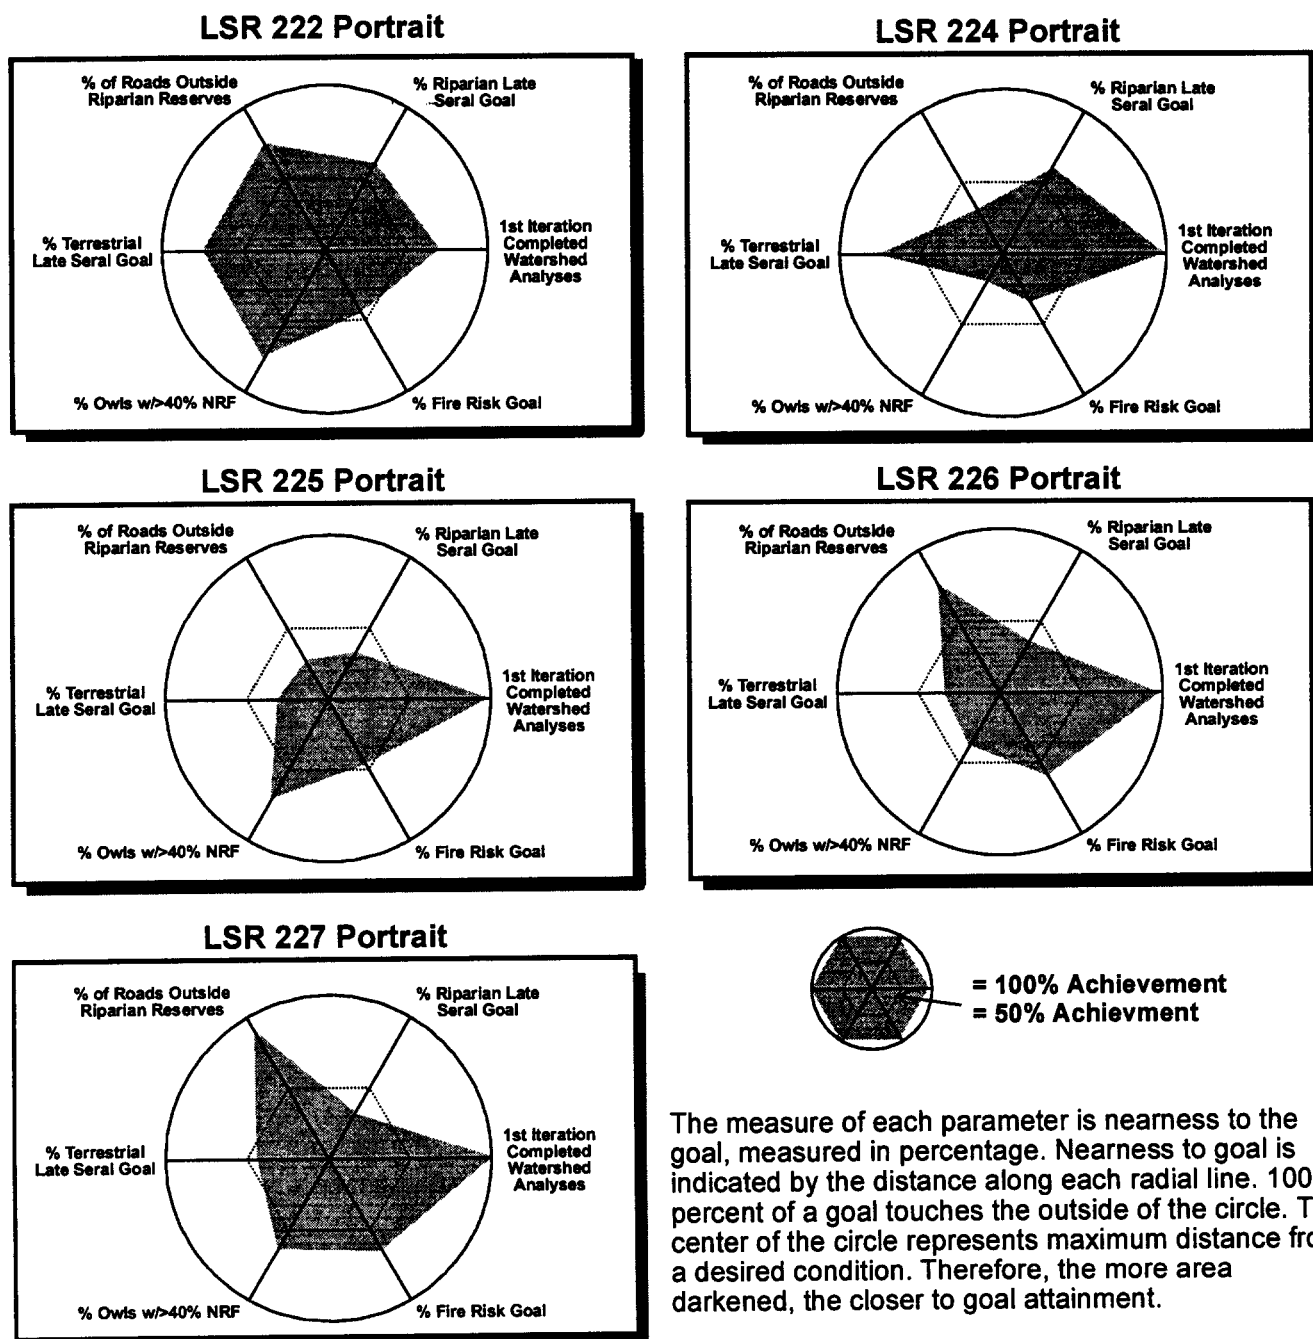 LSR 222 Portrait
% of Roads Outside
Riparian Reserves
% Riparian Late
Seral Goal
% Terrestrial
Late Seral Goal
1st Iteration
Completed
Watershed
Analyses
% Owls w/>40% NRF
% Fire Risk Goal
LSR 224 Portrait
% of Roads Outside
Riparian Reserves
% Riparian Late
Seral Goal
% Terrestrial
Late Seral Goal
1st Iteration
Completed
Watershed
Analyses
% Owls w/>40% NRF
% Fire Risk Goal
LSR 225 Portrait
% of Roads Outside
Riparian Reserves
% Riparian Late
Seral Goal
% Terrestrial
Late Seral Goal
1st Iteration
Completed
Watershed
Analyses
% Owls w/>40% NRF
% Fire Risk Goal
LSR 226 Portrait
% of Roads Outside
Riparian Reserves
% Riparian Late
Seral Goal
% Terrestrial
Late Seral Goal
1st Iteration
Completed
Watershed
Analyses
% Owls w/>40% NRF
% Fire Risk Goal
LSR 227 Portrait
% of Roads Outside
Riparian Reserves
% Riparian Late
Seral Goal
% Terrestrial
Late Seral Goal
1st Iteration
Completed
Watershed
Analyses
% Owls w/>40% NRF
% Fire Risk Goal
= 100% Achievement
= 50% Achievment
The measure of each parameter is nearness to the
goal, measured in percentage. Nearness to goal is
indicated by the distance along each radial line. 100
percent of a goal touches the outside of the circle. T
center of the circle represents maximum distance fro
a desired condition. Therefore, the more area
darkened, the closer to goal attainment.